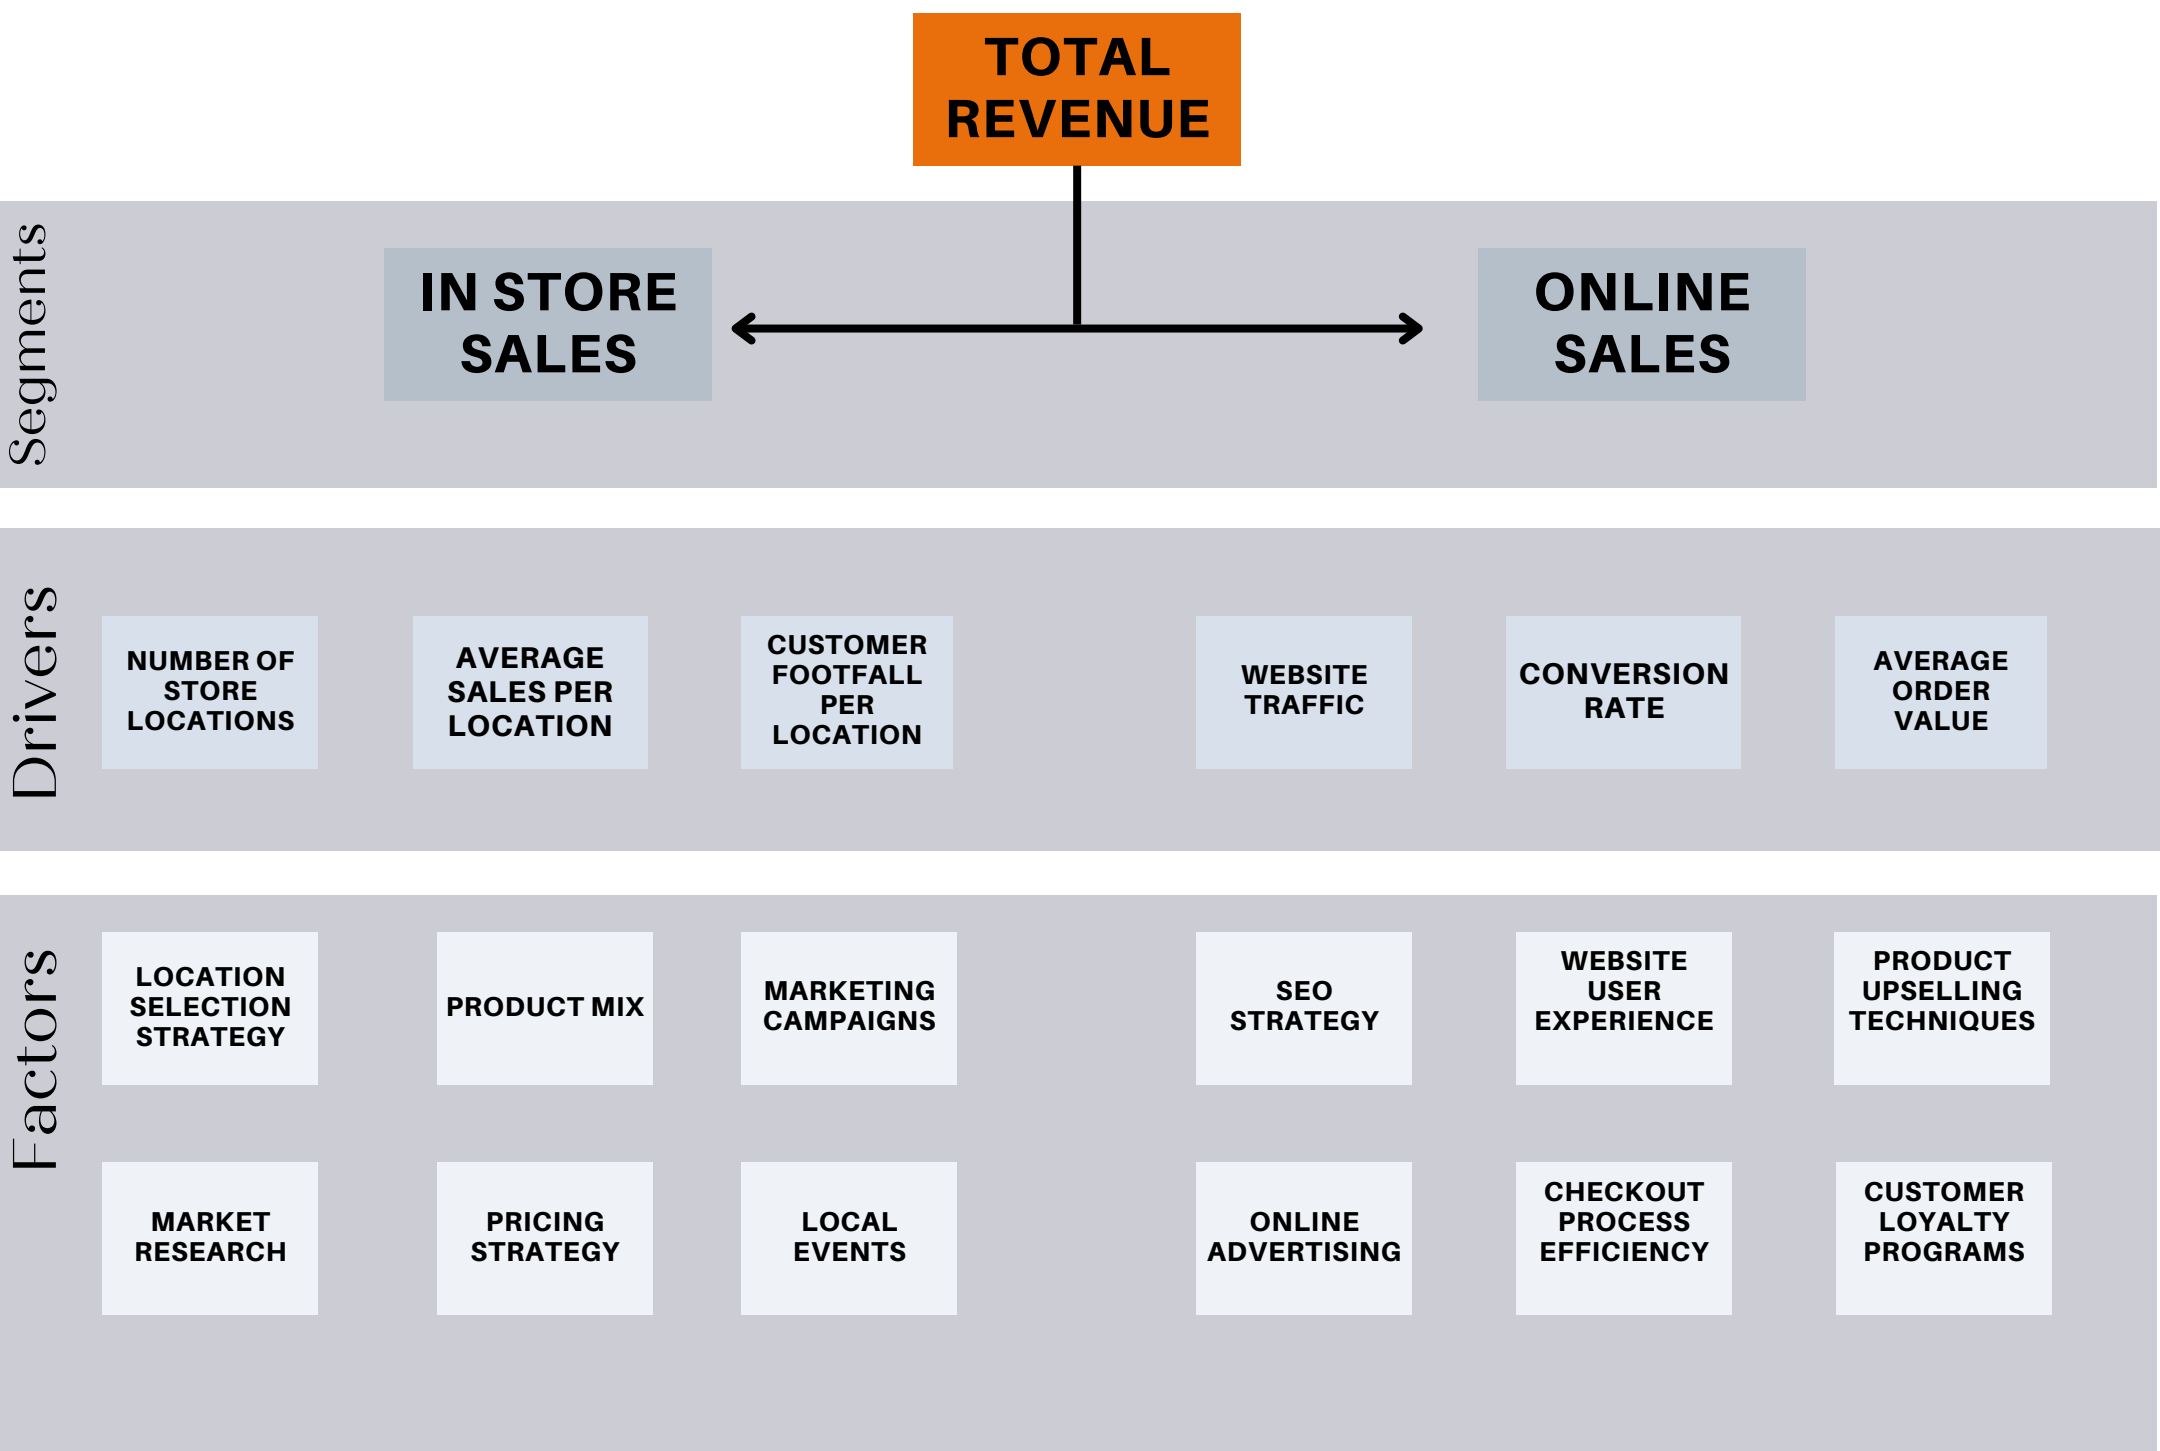 TOTAL
REVENUE
Segments
IN STORE
SALES
ONLINE
SALES
Drivers
NUMBER OF
STORE
LOCATIONS
AVERAGE
SALES PER
LOCATION
CUSTOMER
FOOTFALL
PER
LOCATION
WEBSITE
TRAFFIC
CONVERSION
RATE
AVERAGE
ORDER
VALUE
Factors
LOCATION
SELECTION
STRATEGY
PRODUCT MIX
MARKETING
CAMPAIGNS
SEO
STRATEGY
WEBSITE
USER
EXPERIENCE
PRODUCT
UPSELLING
TECHNIQUES
MARKET
RESEARCH
PRICING
STRATEGY
LOCAL
EVENTS
ONLINE
ADVERTISING
CHECKOUT
PROCESS
EFFICIENCY
CUSTOMER
LOYALTY
PROGRAMS